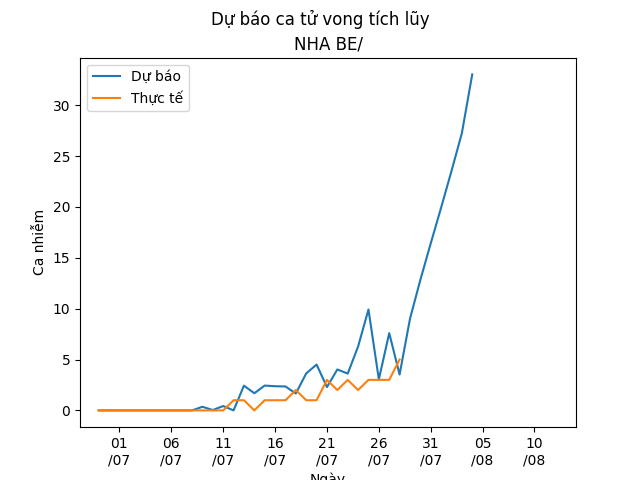 Dự báo ca tử vong tích lũy
NHA BE/
Dự báo
Thực tế
Ca nhiễm
30
25
20
15
10
5
0
01 06 11 16 21 26 31 05 10
/07 /07 /07 /07 /07 /07 /07 /08 /08
Ngày